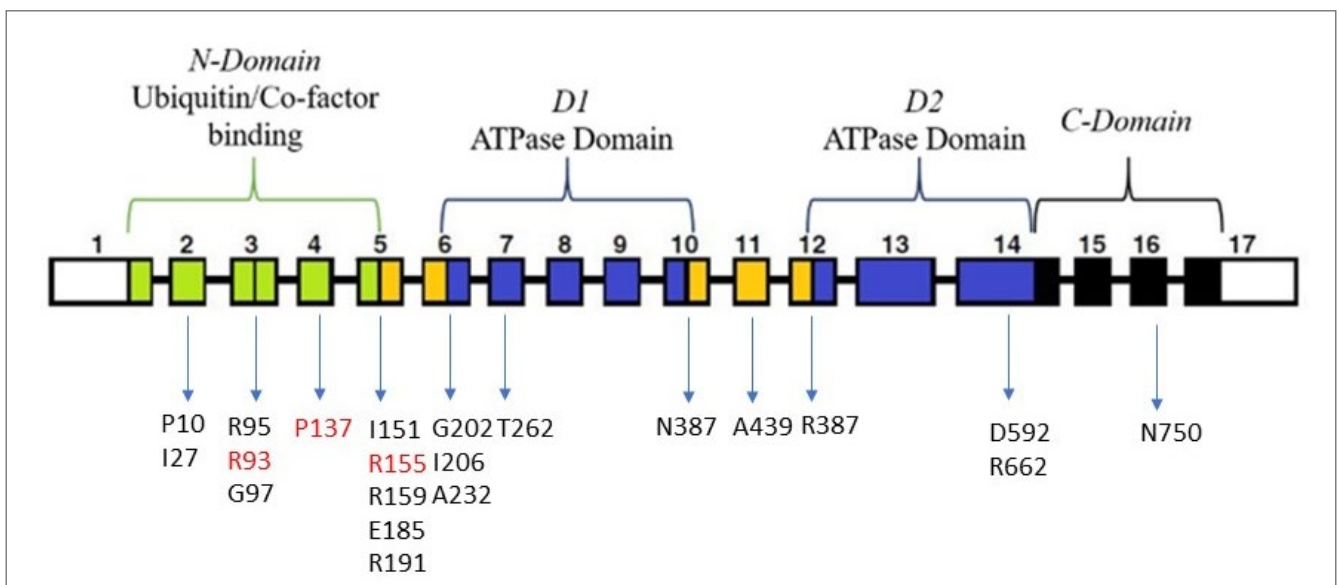 N-Domain
Ubiquitin/Co-factor
binding
D1
ATPase Domain
D2
ATPase Domain
C-Domain
1 2 3 4 5 6 7 8 9 10 11 12 13 14 15 16 17
P10 R95 P137 I151 G202 T262 N387 A439 R387 D592 N750
I27 R93 R155 I206 R662
G97 R159 A232
E185
R191